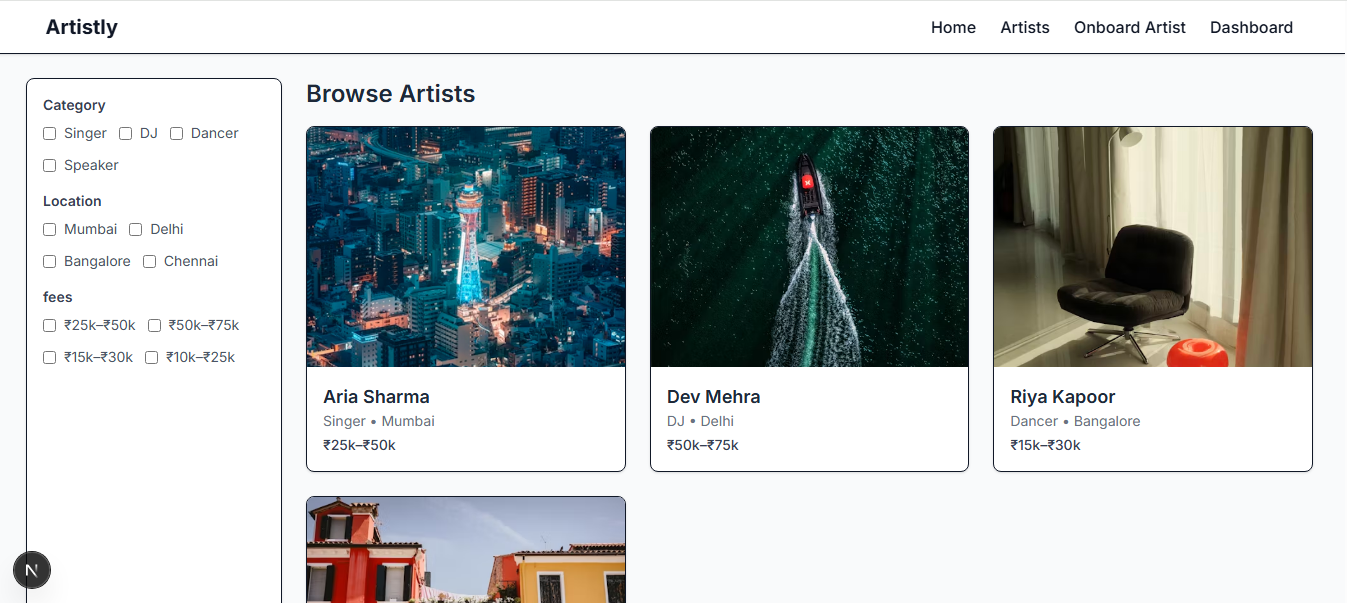 Artistly
Home Artists Onboard Artist Dashboard
Category
Singer DJ Dancer
Speaker
Location
Mumbai Delhi
Bangalore Chennai
fees
₹25k–₹50k ₹50k–₹75k
₹15k–₹30k ₹10k–₹25k
Browse Artists
Aria Sharma
Singer • Mumbai
₹25k–₹50k
Dev Mehra
DJ • Delhi
₹50k–₹75k
Riya Kapoor
Dancer • Bangalore
₹15k–₹30k
N